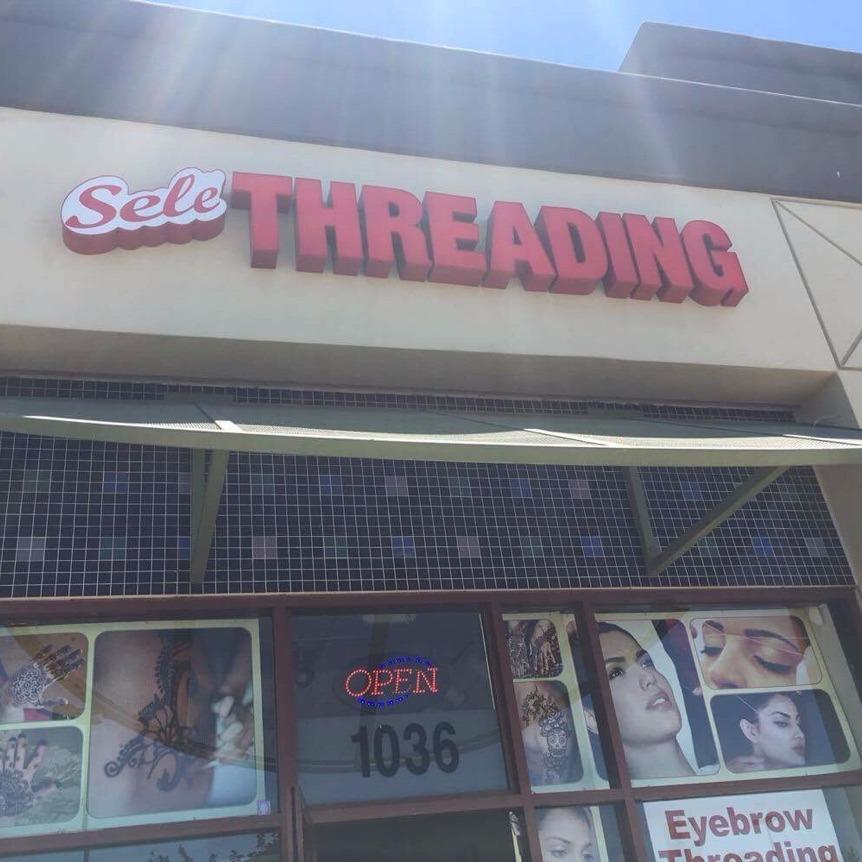 Sele THREADING
OPEN
1036
Eyebrow
Threading